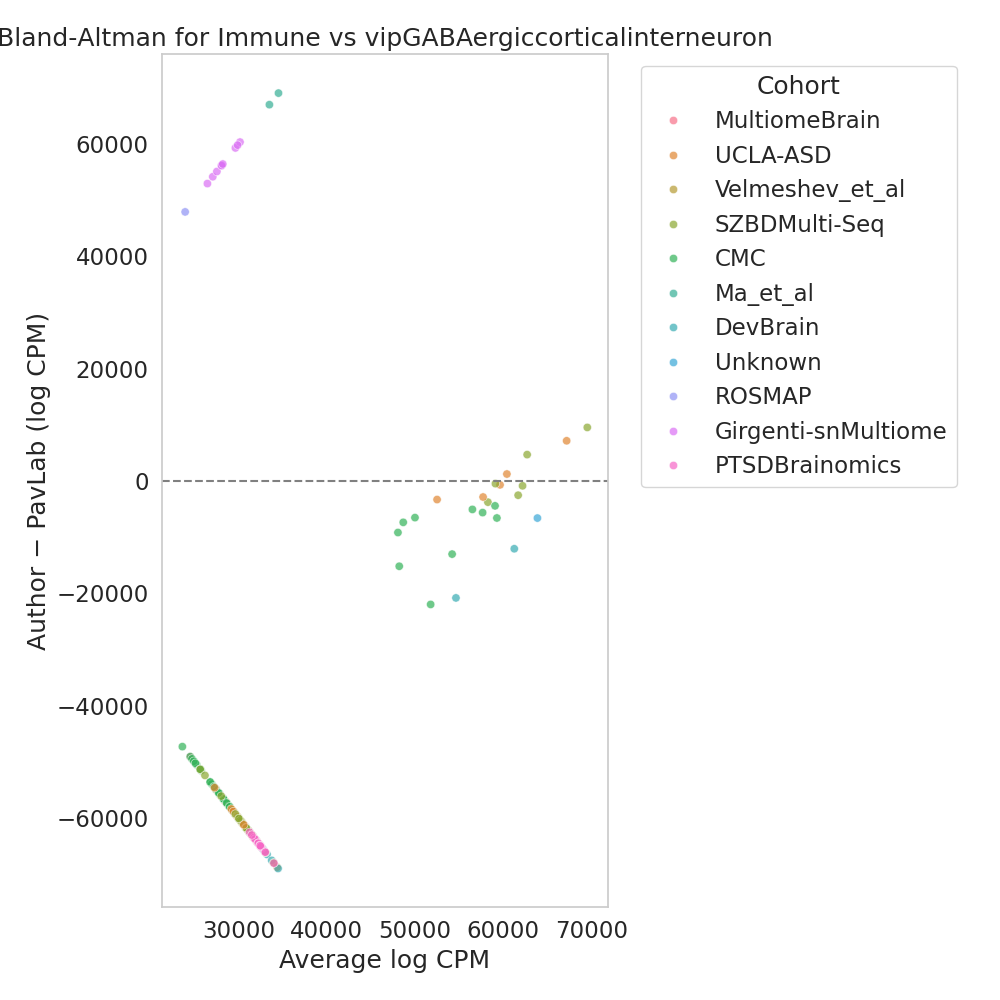 Bland-Altman for Immune vs vipGABAergiccorticalinterneuron
Cohort
MultiomeBrain
UCLA-ASD
Velmeshev_et_al
SZBDMulti-Seq
CMC
Ma_et_al
DevBrain
Unknown
ROSMAP
Girgenti-snMultiome
PTSDBrainomics
Author − PavLab (log CPM)
60000
40000
20000
0
−20000
−40000
−60000
30000 40000 50000 60000 70000
Average log CPM